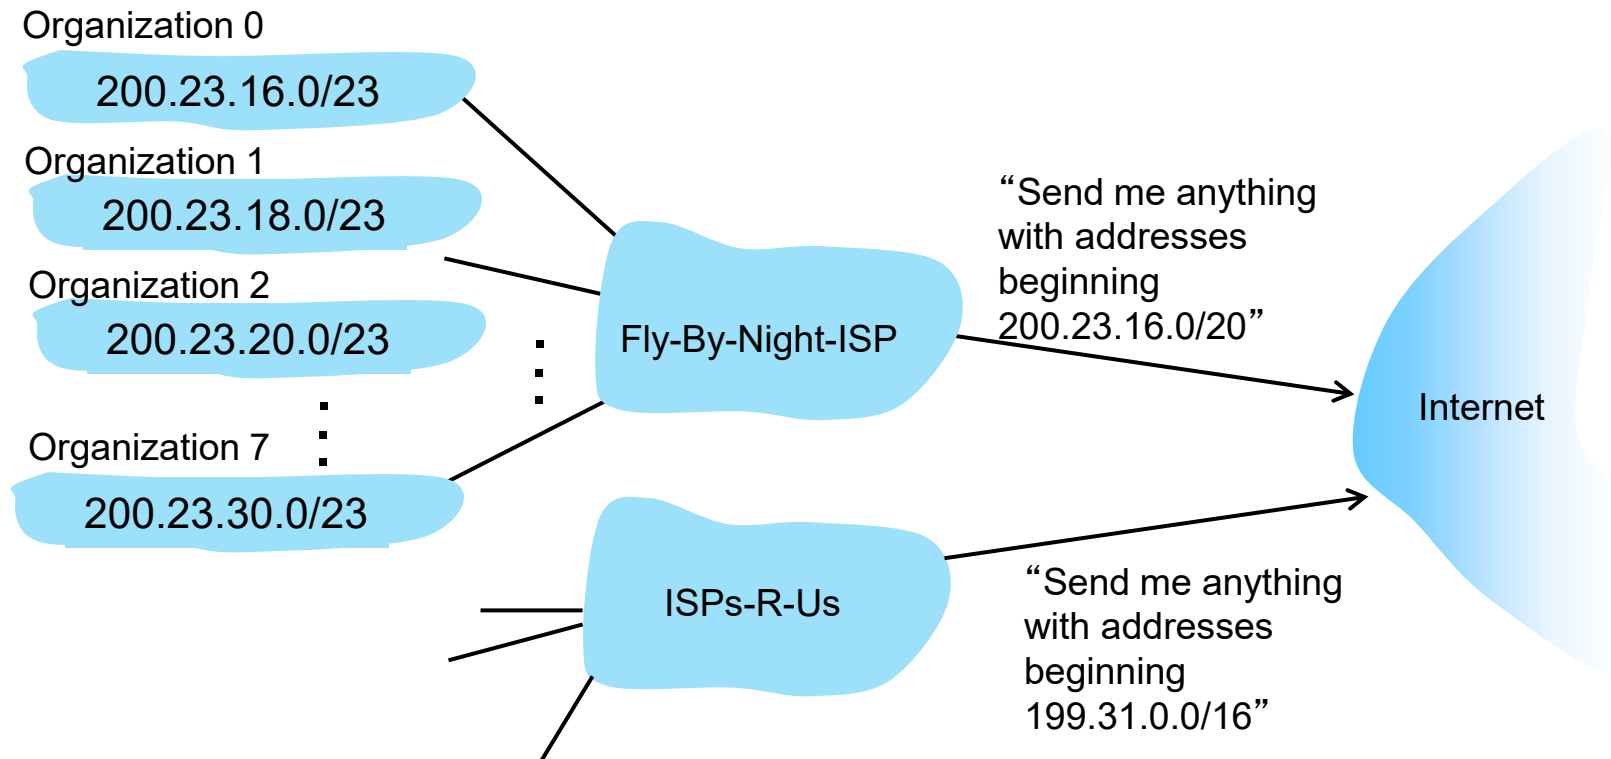 Organization 0
200.23.16.0/23
Organization 1
200.23.18.0/23
Organization 2
200.23.20.0/23
Organization 7
200.23.30.0/23
Fly-By-Night-ISP
“Send me anything
with addresses
beginning
200.23.16.0/20”
Internet
ISPs-R-Us
“Send me anything
with addresses
beginning
199.31.0.0/16”